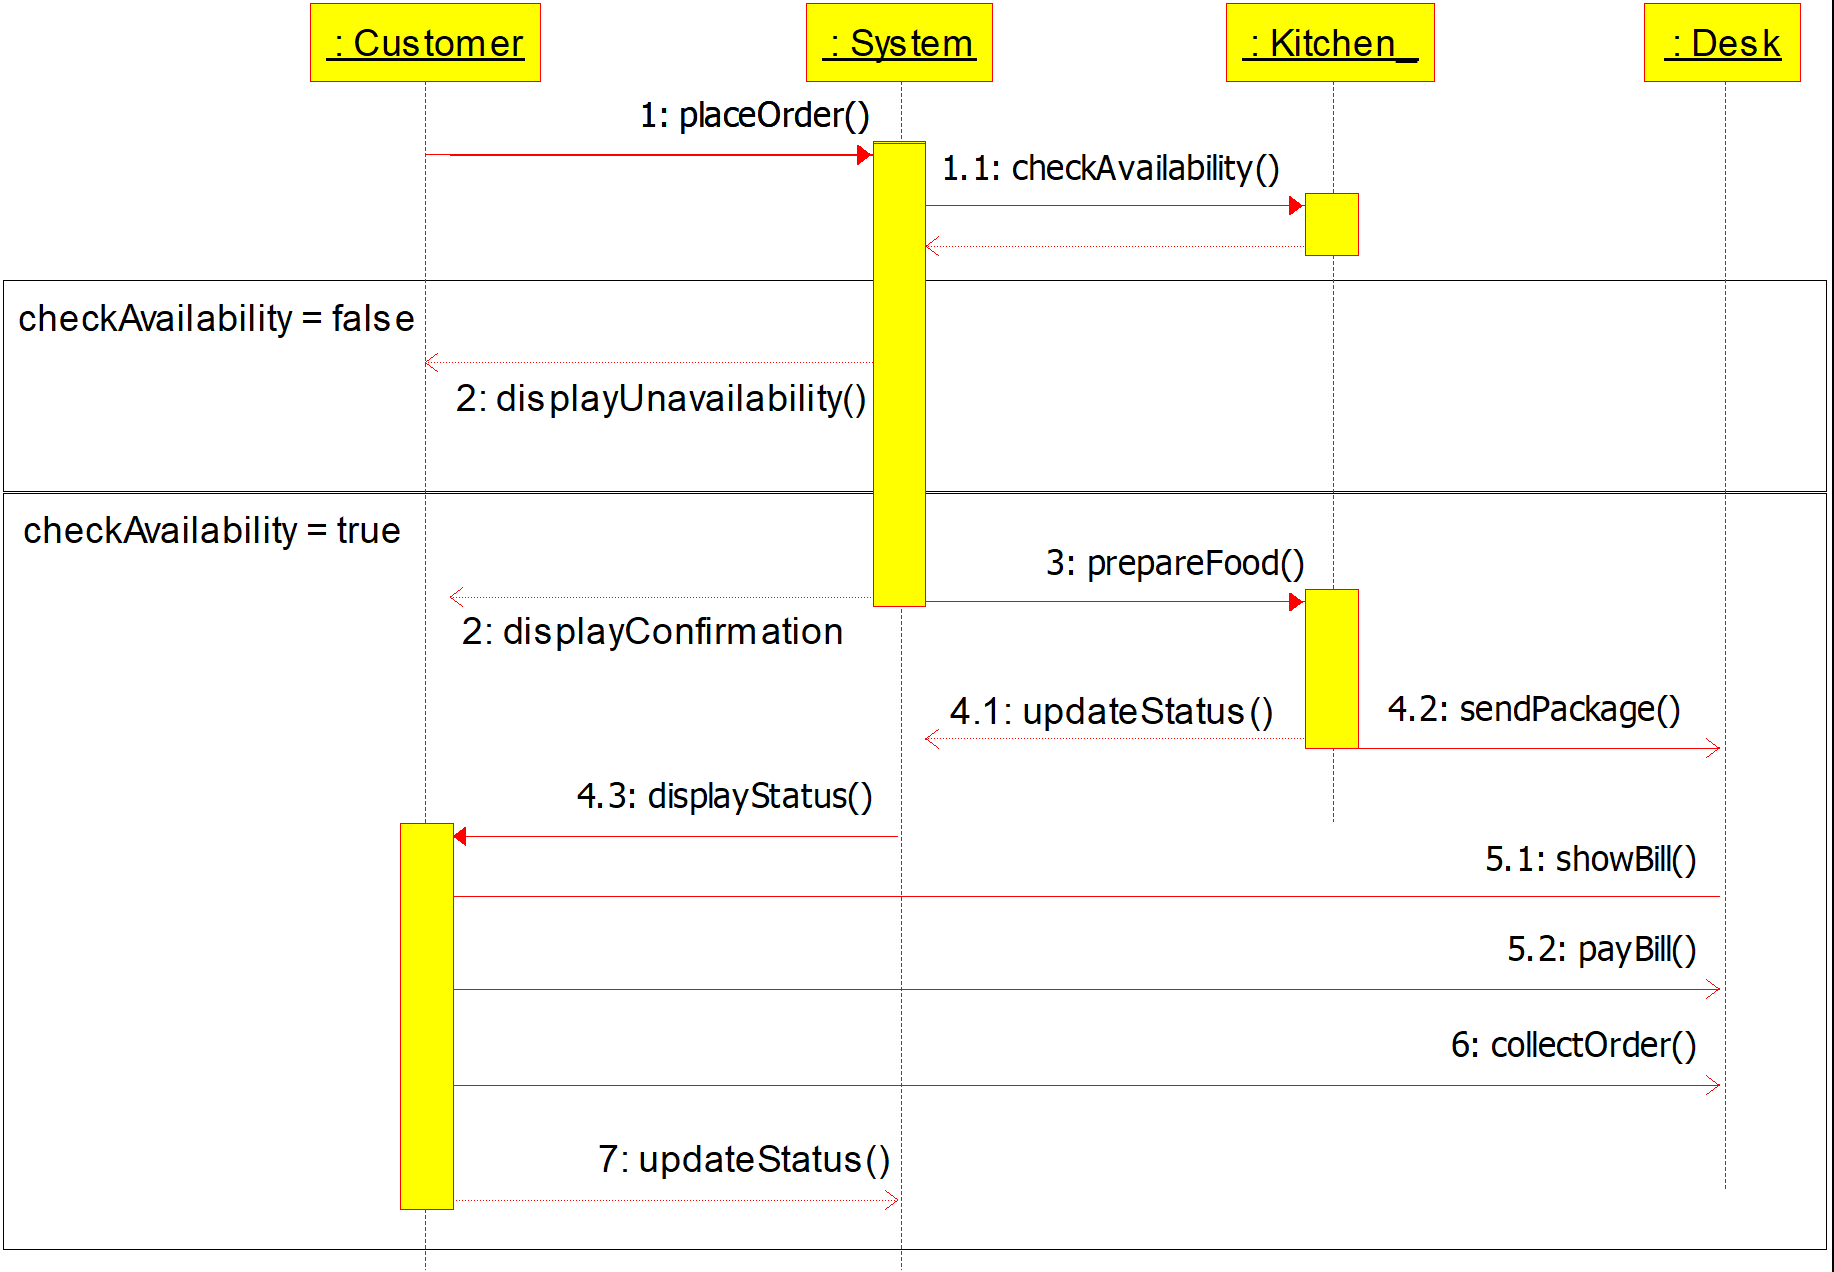 : Customer
: System
: Kitchen_
: Desk
1: placeOrder()
1.1: checkAvailability()
checkAvailability = false
2: displayUnavailability()
checkAvailability = true
3: prepareFood()
2: displayConfirmation
4.1: updateStatus()
4.2: sendPackage()
4.3: displayStatus()
5.1: showBill()
5.2: payBill()
6: collectOrder()
7: updateStatus()